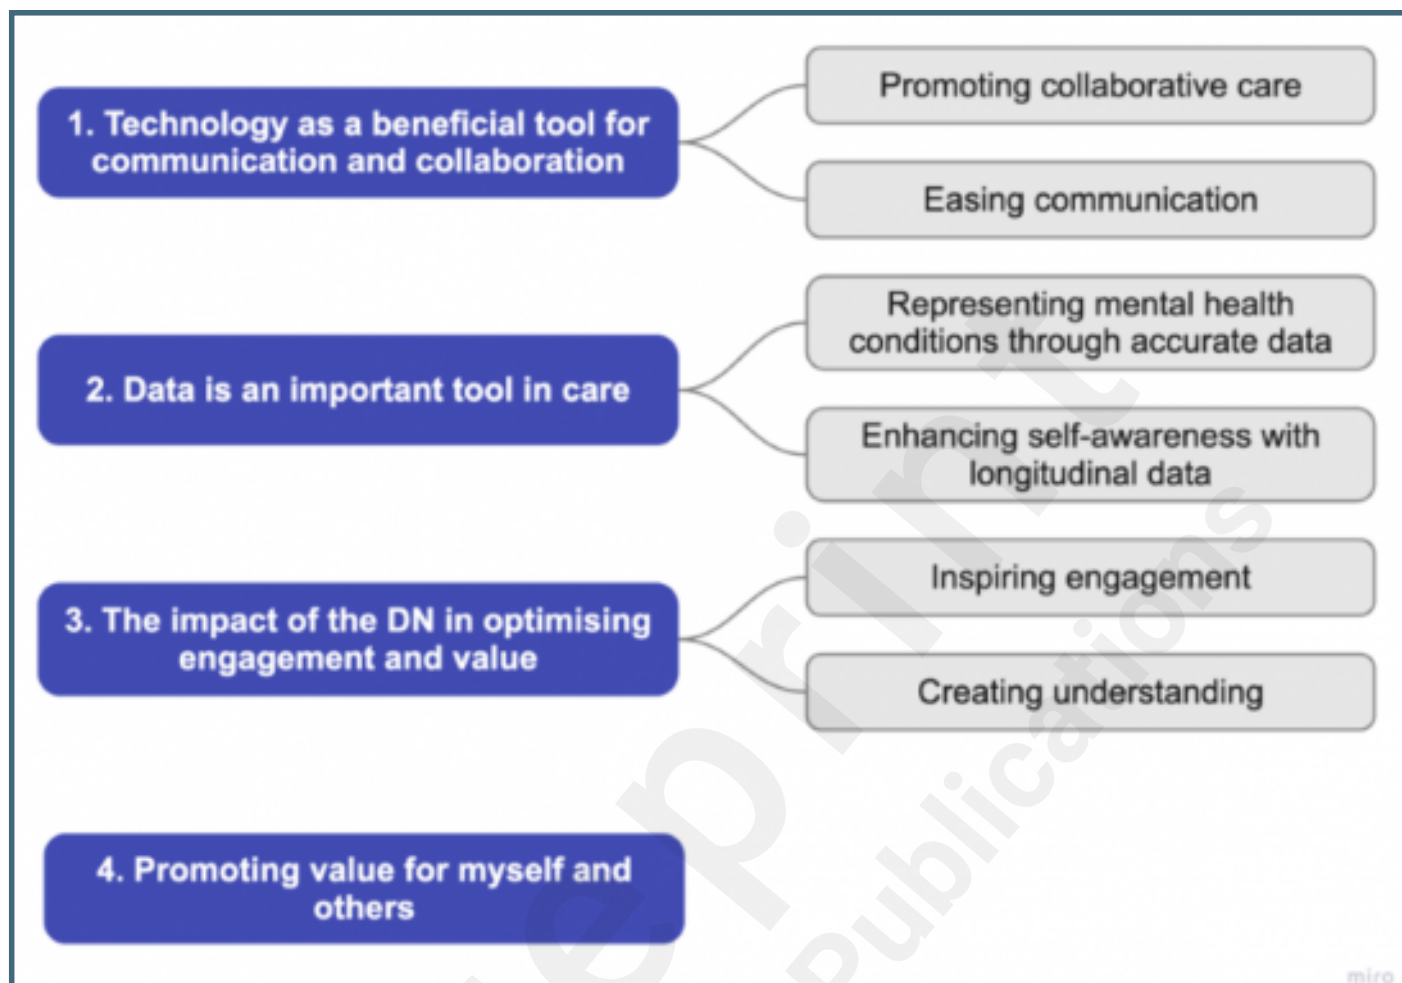 1. Technology as a beneficial tool for
communication and collaboration
Promoting collaborative care
Easing communication
2. Data is an important tool in care
Representing mental health
conditions through accurate data
Enhancing self-awareness with
longitudinal data
3. The impact of the DN in optimising
engagement and value
Inspiring engagement
Creating understanding
4. Promoting value for myself and
others
eprint
Publications
miro